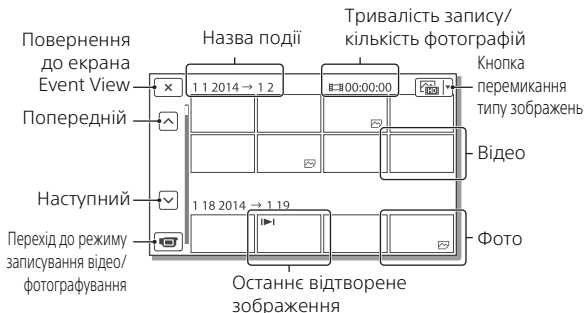 Повернення
до екрана
Event View
Назва події
Тривалість запису/
кількість фотографій
Кнопка
перемикання
типу зображень
1 1 2014 → 1 2
00:00:00
Попередній
Відео
Наступний
1 18 2014 → 1 19
Перехід до режиму
записування відео/
фотографування
Фото
Останнє відтворене
зображення